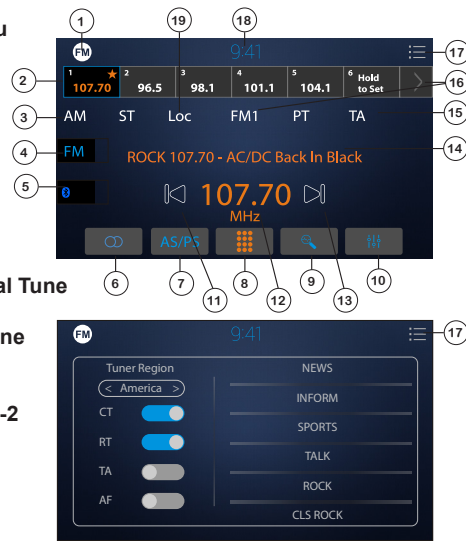 u
1
19
18
FM
9:41
17
2
1 107.70
2 96.5
3 98.1
4 101.1
5 104.1
6 Hold to Set
16
3
AM ST Loc FM1 PT TA
15
4
FM
ROCK 107.70 - AC/DC Back In Black
14
5
107.70
MHz
AS/PS
al Tune
6
7
8
9
10
11
12
13
ne
FM
9:41
17
Tuner Region
< America >
CT
RT
TA
AF
NEWS
INFORM
SPORTS
TALK
ROCK
CLS ROCK
-2